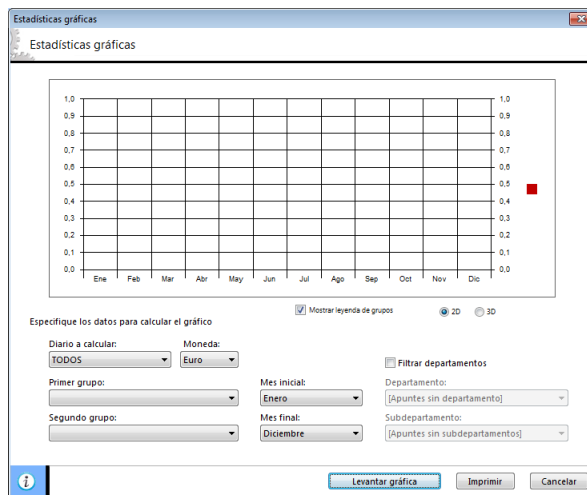 Estadísticas gráficas
Estadísticas gráficas
1,0 1,0
0,9 0,9
0,8 0,8
0,7 0,7
0,6 0,6
0,5 0,5
0,4 0,4
0,3 0,3
0,2 0,2
0,1 0,1
0,0 0,0
Ene Feb Mar Abr May Jun Jul Ago Sep Oct Nov Dic
Mostrar leyenda de grupos 2D 3D
Especifique los datos para calcular el gráfico
Diario a calcular: Moneda:
TODOS Euro Filtrar departamentos
Primer grupo: Mes inicial: Departamento:
Enero [Apuntes sin departamento]
Segundo grupo: Mes final: Subdepartamento:
Diciembre [Apuntes sin subdepartamentos]
i Levantar gráfica Imprimir Cancelar